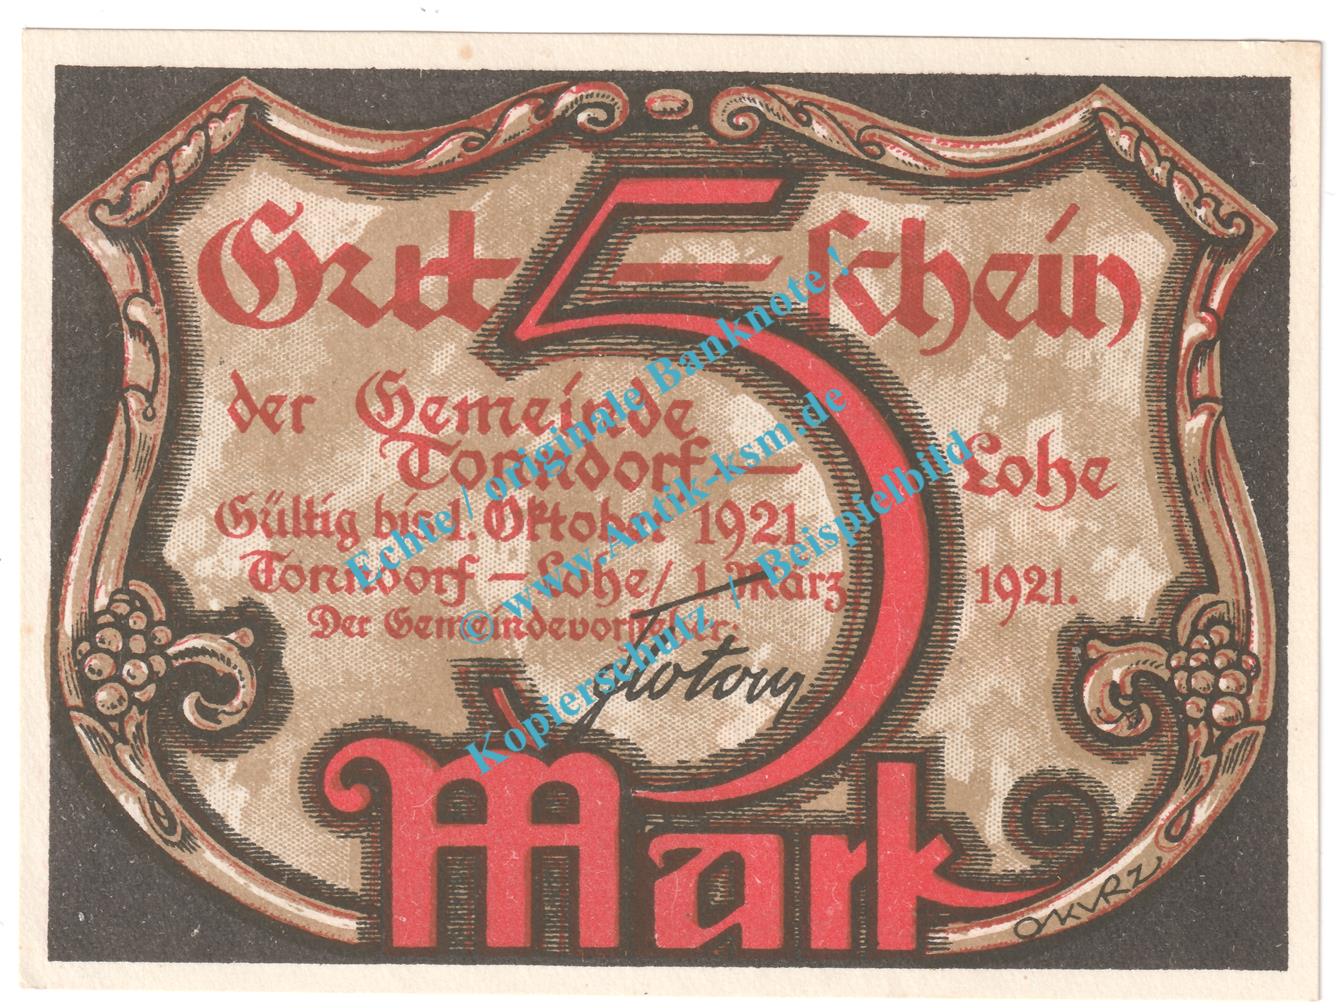 Gut 5 schein
der Gemeinde
Tonndorf — Lohe
Gültig bis 1. Oktober 1921
Tonndorf — Lohe / 1. März 1921.
Der Gemeindevorsteher:
Mark
O.KURZ
Echte / originale Banknote !
© www.Antik-ksm.de
Kopierschutz / Beispielbild